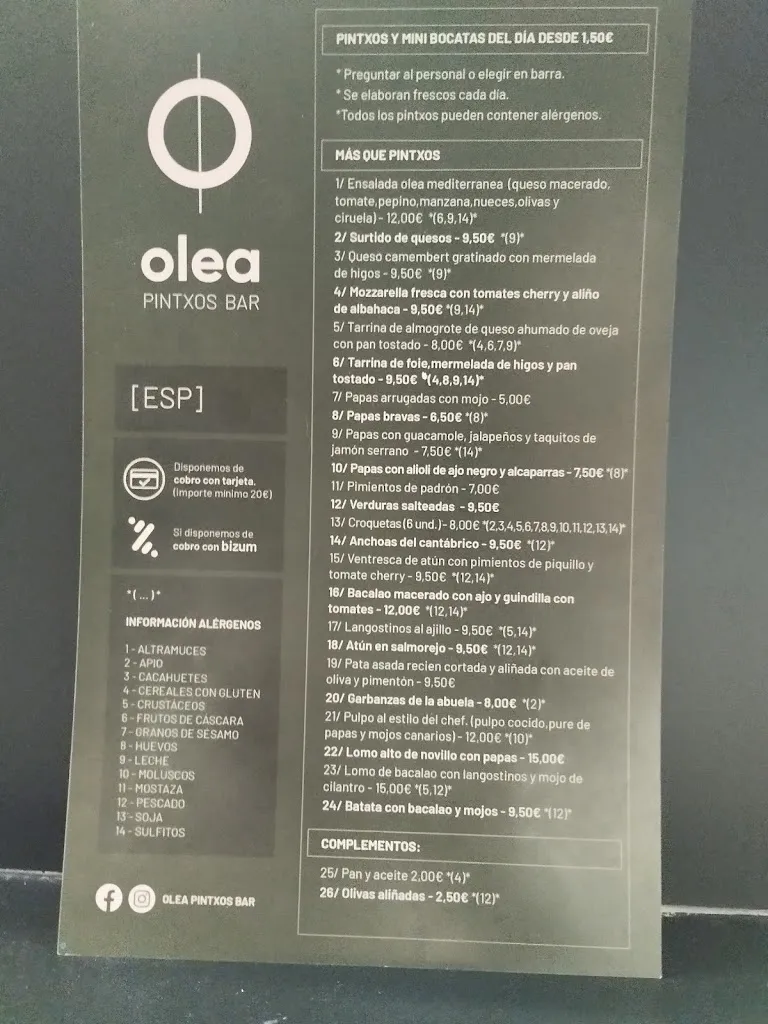 olea
PINTXOS BAR
[ESP]
Disponemos de
cobro con tarjeta.
(Importe mínimo 20€)
Si disponemos de
cobro con bizum
*(...)*
INFORMACIÓN ALÉRGENOS
1 - ALTRAMUCES
2 - APIO
3 - CACAHUETES
4 - CEREALES CON GLUTEN
5 - CRUSTÁCEOS
6 - FRUTOS DE CÁSCARA
7 - GRANOS DE SÉSAMO
8 - HUEVOS
9 - LECHE
10 - MOLUSCOS
11 - MOSTAZA
12 - PESCADO
13 - SOJA
14 - SULFITOS
OLEA PINTXOS BAR
PINTXOS Y MINI BOCATAS DEL DÍA DESDE 1,50€
* Preguntar al personal o elegir en barra.
* Se elaboran frescos cada día.
*Todos los pintxos pueden contener alérgenos.
MÁS QUE PINTXOS
1/ Ensalada olea mediterranea (queso macerado,
tomate,pepino,manzana,nueces,olivas y
ciruela) - 12,00€ *(6,9,14)*
2/ Surtido de quesos - 9,50€ *(9)*
3/ Queso camembert gratinado con mermelada
de higos - 9,50€ *(9)*
4/ Mozzarella fresca con tomates cherry y aliño
de albahaca - 9,50€ *(9,14)*
5/ Tarrina de almogrote de queso ahumado de oveja
con pan tostado - 8,00€ *(4,6,7,9)*
6/ Tarrina de foie,mermelada de higos y pan
tostado - 9,50€ *(4,8,9,14)*
7/ Papas arrugadas con mojo - 5,00€
8/ Papas bravas - 6,50€ *(8)*
9/ Papas con guacamole, jalapeños y taquitos de
jamón serrano - 7,50€ *(14)*
10/ Papas con alioli de ajo negro y alcaparras - 7,50€ *(8)*
11/ Pimientos de padrón - 7,00€
12/ Verduras salteadas - 9,50€
13/ Croquetas (6 und.)- 8,00€ *(2,3,4,5,6,7,8,9,10,11,12,13,14)*
14/ Anchoas del cantábrico - 9,50€ *(12)*
15/ Ventresca de atún con pimientos de piquillo y
tomate cherry - 9,50€ *(12,14)*
16/ Bacalao macerado con ajo y guindilla con
tomates - 12,00€ *(12,14)*
17/ Langostinos al ajillo - 9,50€ *(5,14)*
18/ Atún en salmorejo - 9,50€ *(12,14)*
19/ Pata asada recien cortada y aliñada con aceite de
oliva y pimentón - 9,50€
20/ Garbanzas de la abuela - 8,00€ *(2)*
21/ Pulpo al estilo del chef. (pulpo cocido,pure de
papas y mojos canarios) - 12,00€ *(10)*
22/ Lomo alto de novillo con papas - 15,00€
23/ Lomo de bacalao con langostinos y mojo de
cilantro - 15,00€ *(5,12)*
24/ Batata con bacalao y mojos - 9,50€ *(12)*
COMPLEMENTOS:
25/ Pan y aceite 2,00€ *(4)*
26/ Olivas aliñadas - 2,50€ *(12)*